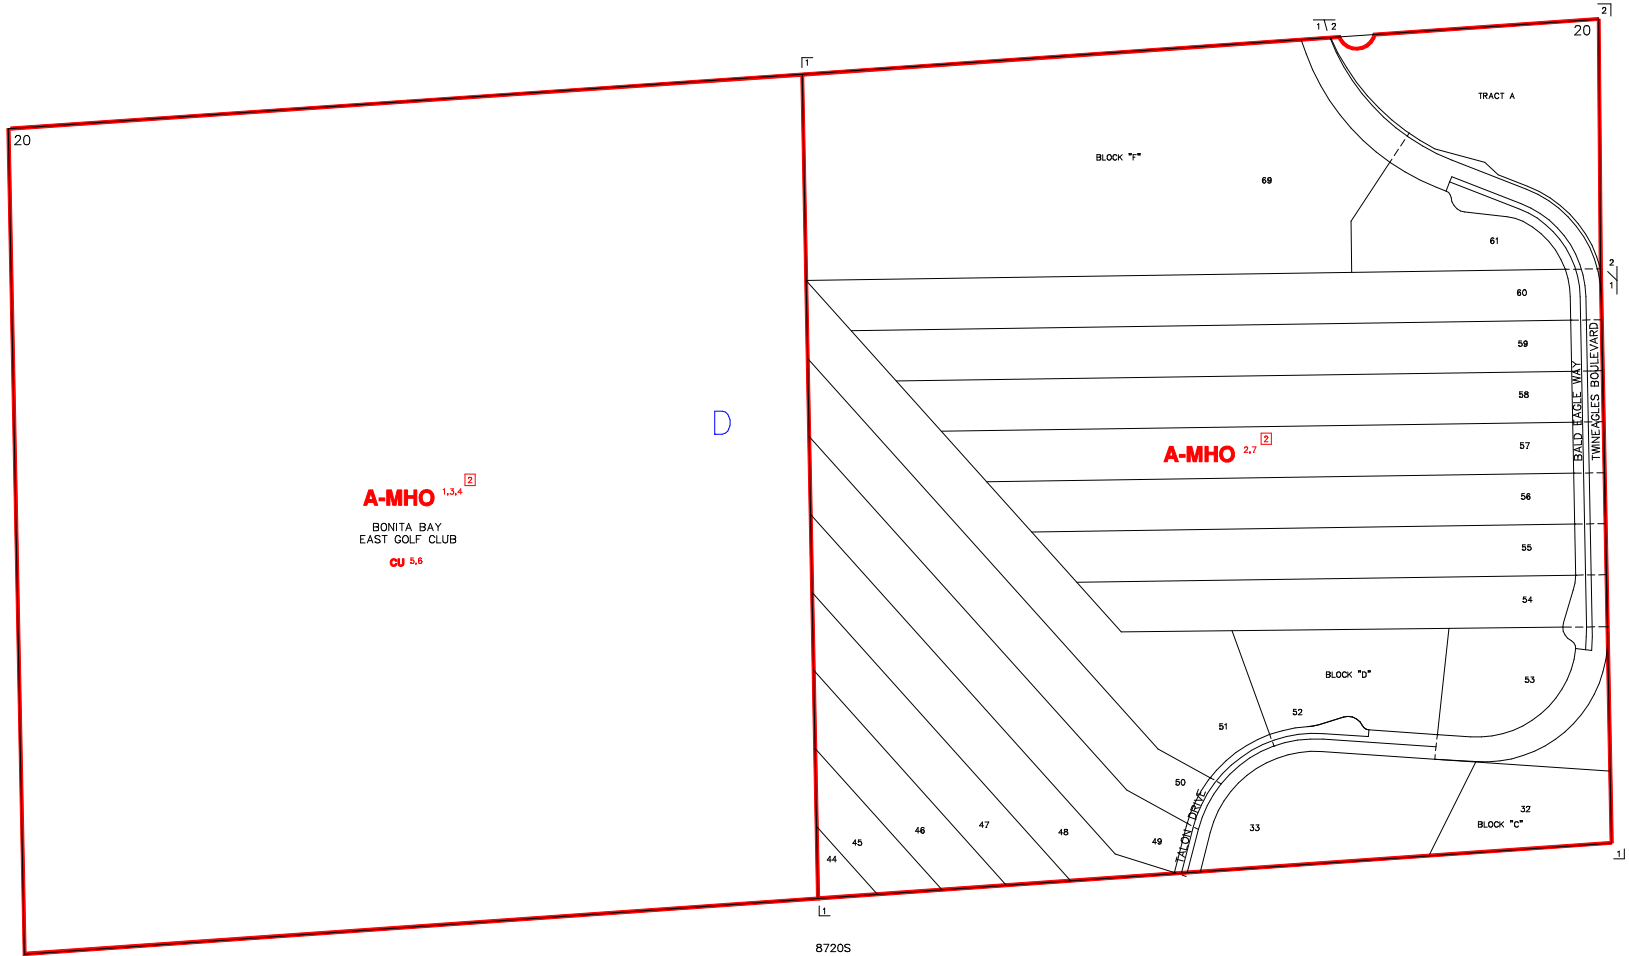 2
1 2
20
1
TRACT A
20
BLOCK "F"
69
61
2
1
60
59
58
57
56
55
54
BALD EAGLE WAY
TWINEAGLES BOULEVARD
D
A-MHO 2,7 2
A-MHO 1,3,4 2
BONITA BAY
EAST GOLF CLUB
CU 5,6
BLOCK "D"
53
52
51
50
TALON DRIVE
49
48
47
46
45
44
33
32
BLOCK "C"
1
1
8720S